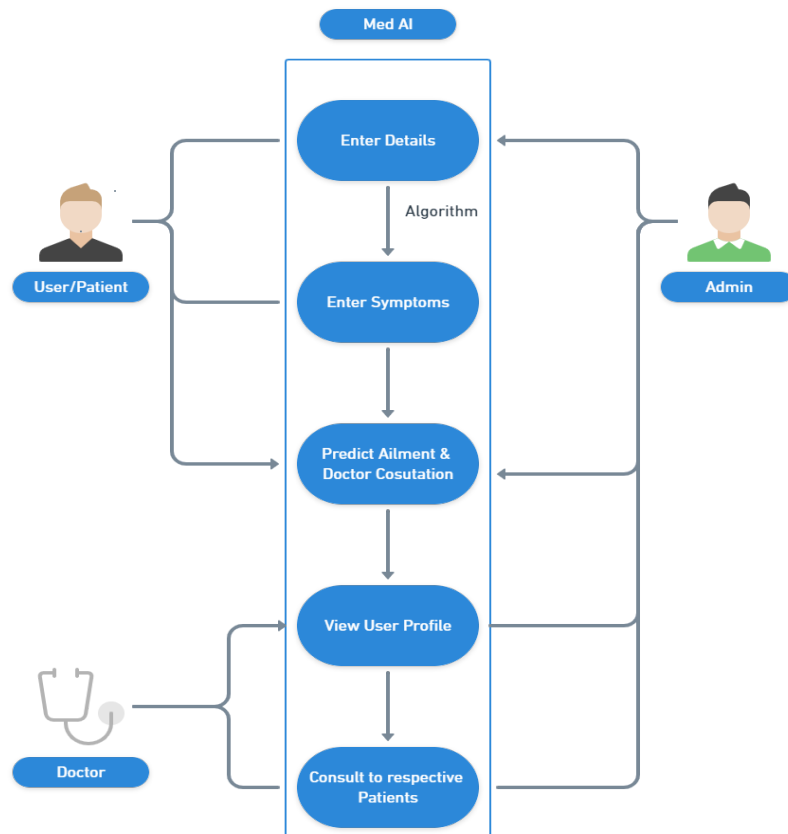 Med AI
Enter Details
Algorithm
User/Patient
Enter Symptoms
Admin
Predict Ailment &
Doctor Cosutation
View User Profile
Doctor
Consult to respective
Patients